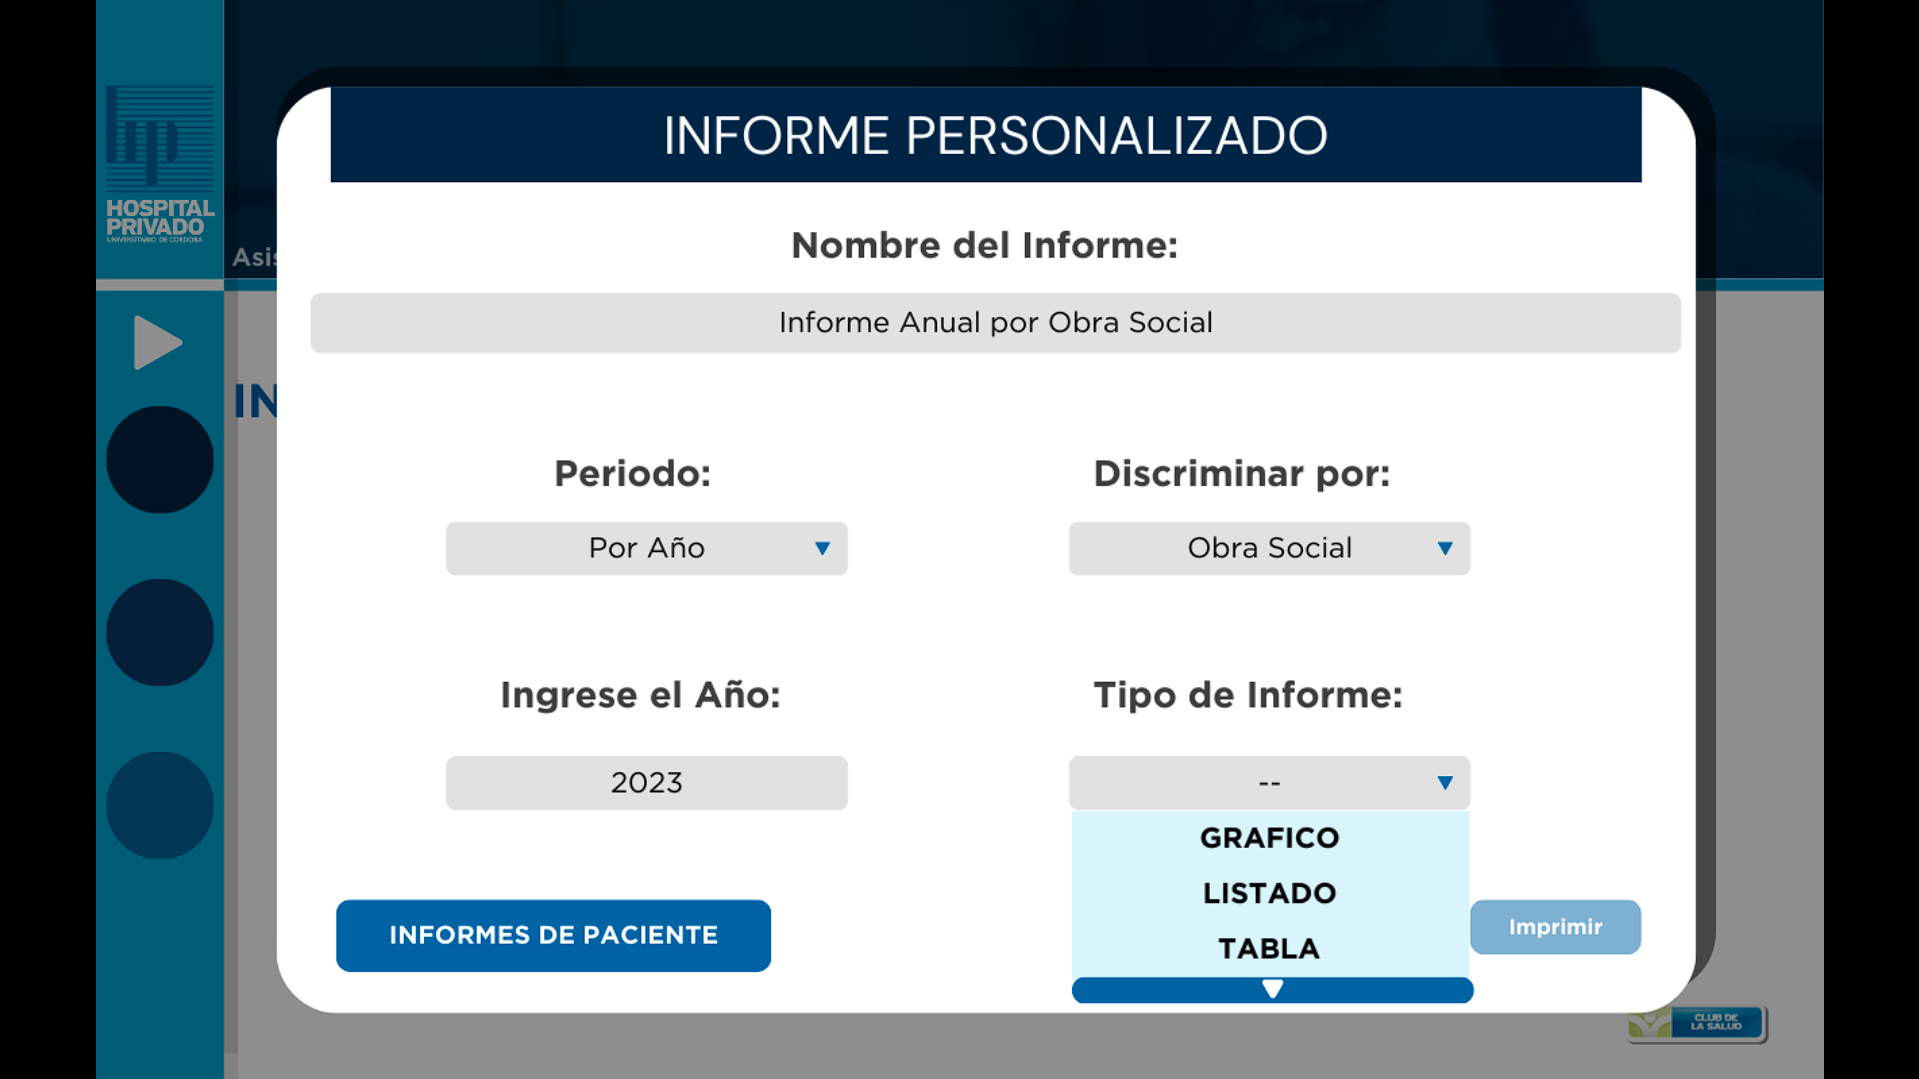 HOSPITAL
PRIVADO
UNIVERSITARIO DE CORDOBA
Asis
IN
INFORME PERSONALIZADO
Nombre del Informe:
Informe Anual por Obra Social
Periodo:
Discriminar por:
Por Año
Obra Social
Ingrese el Año:
Tipo de Informe:
2023
--
GRAFICO
LISTADO
TABLA
INFORMES DE PACIENTE
Imprimir
CLUB DE
LA SALUD